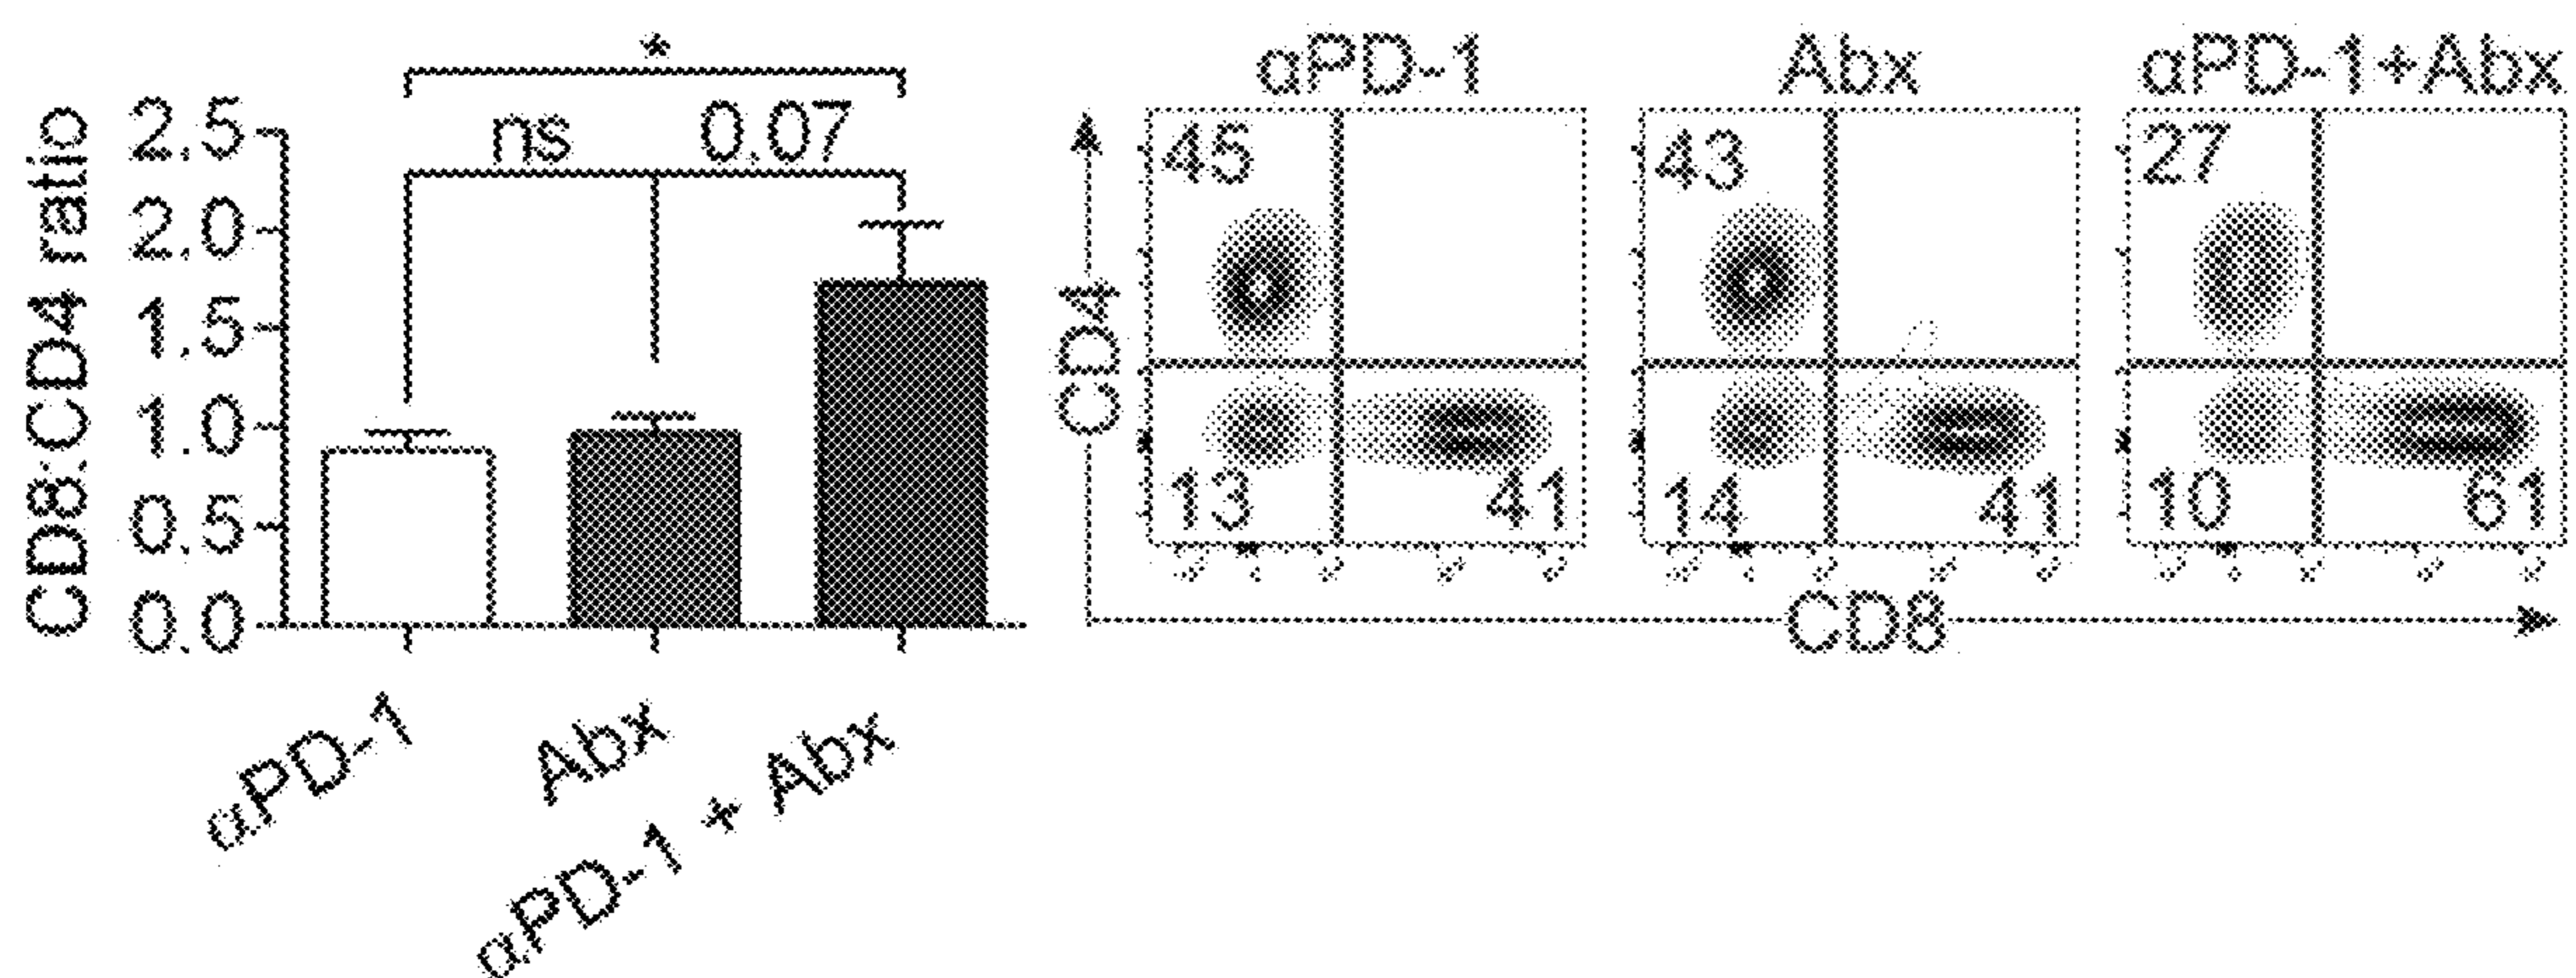 *
ns 0.07
CD8:CD4 ratio
2.5
2.0
1.5
1.0
0.5
0.0
αPD-1
Abx
αPD-1 + Abx
αPD-1
Abx
αPD-1+Abx
45
13
41
43
14
41
27
10
61
CD4
CD8